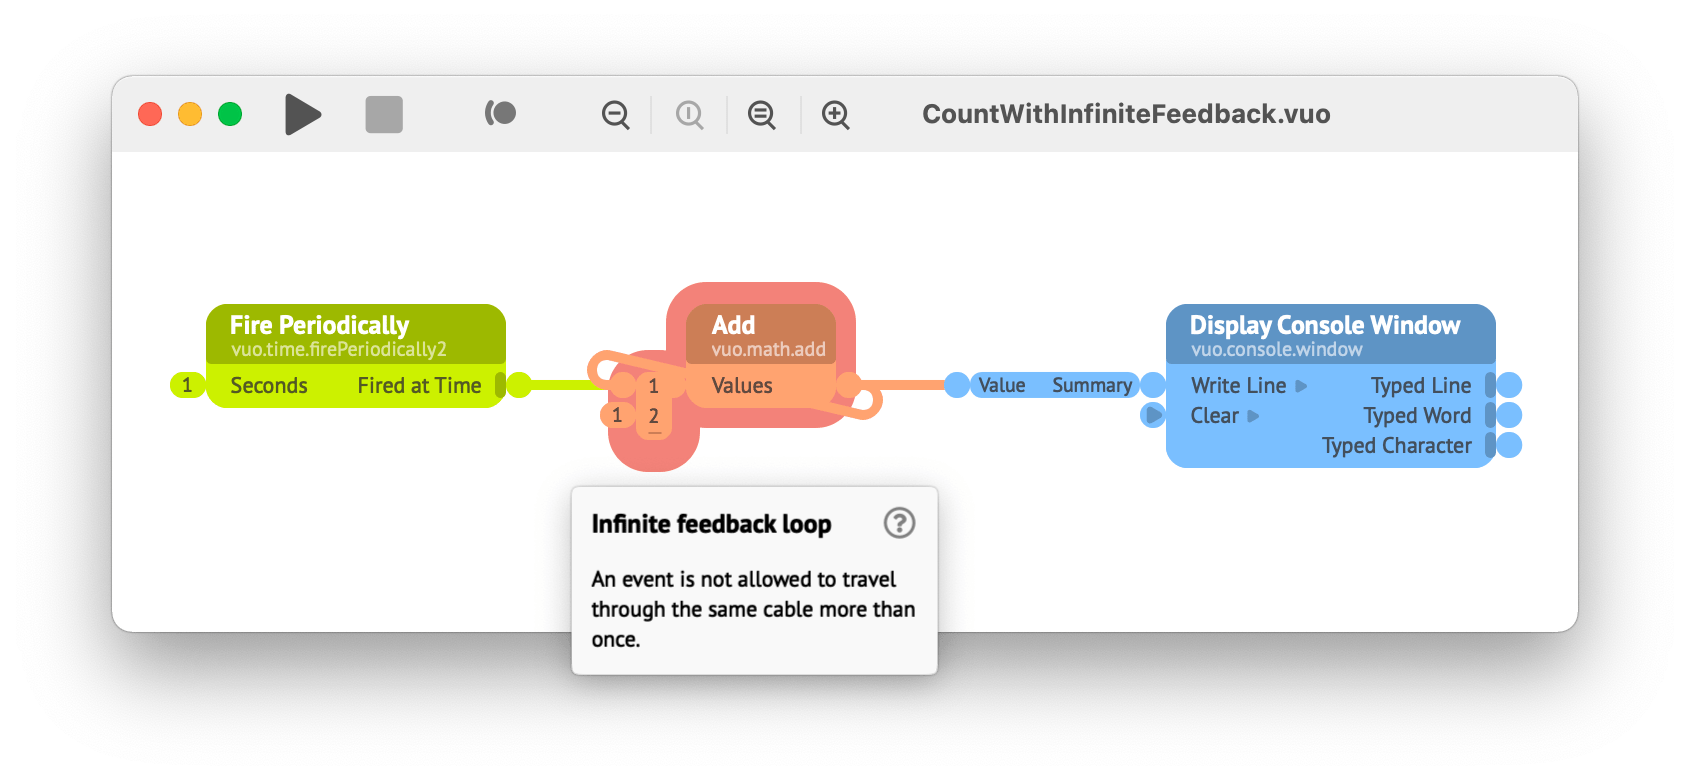 CountWithInfiniteFeedback.vuo
Fire Periodically
vuo.time.firePeriodically2
1 Seconds Fired at Time
Add
vuo.math.add
1 Values
1 2
Display Console Window
vuo.console.window
Value Summary Write Line Typed Line
Clear Typed Word
Typed Character
Infinite feedback loop ?
An event is not allowed to travel
through the same cable more than
once.